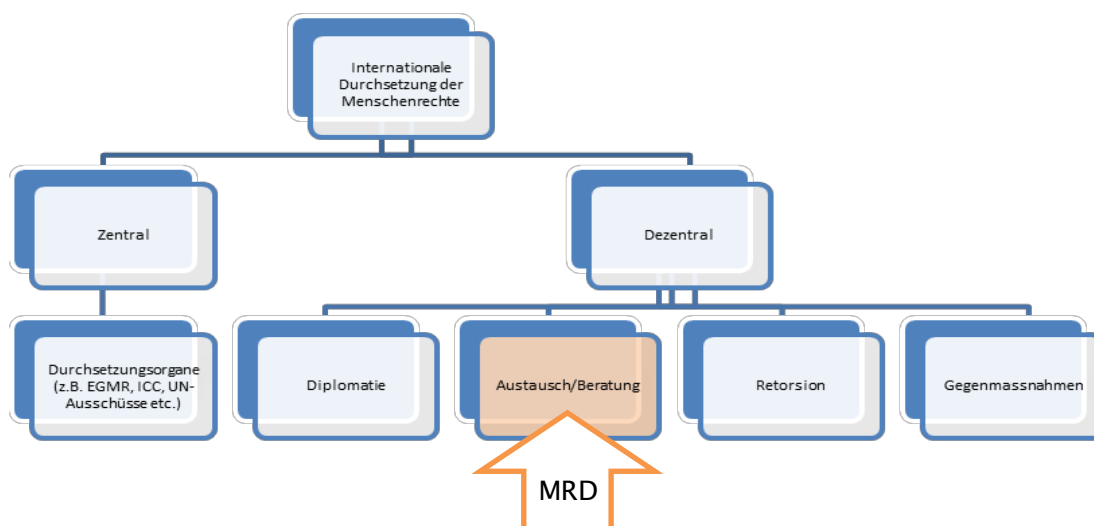 Internationale
Durchsetzung der
Menschenrechte
Zentral
Dezentral
Durchsetzungsorgane
(z.B. EGMR, ICC, UN-
Ausschüsse etc.)
Diplomatie
Austausch/Beratung
Retorsion
Gegenmassnahmen
MRD